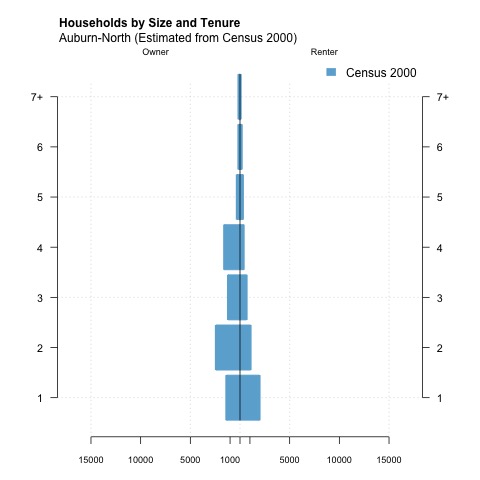 Households by Size and Tenure
Auburn-North (Estimated from Census 2000)
Owner Renter
Census 2000
7+ 7+
6 6
5 5
4 4
3 3
2 2
1 1
15000 10000 5000 1000 5000 10000 15000